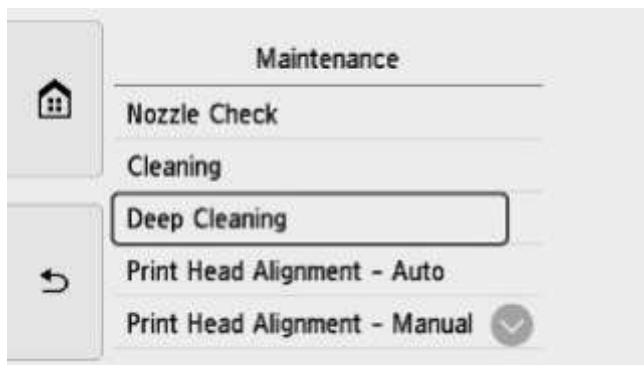 Maintenance
Nozzle Check
Cleaning
Deep Cleaning
Print Head Alignment – Auto
Print Head Alignment – Manual